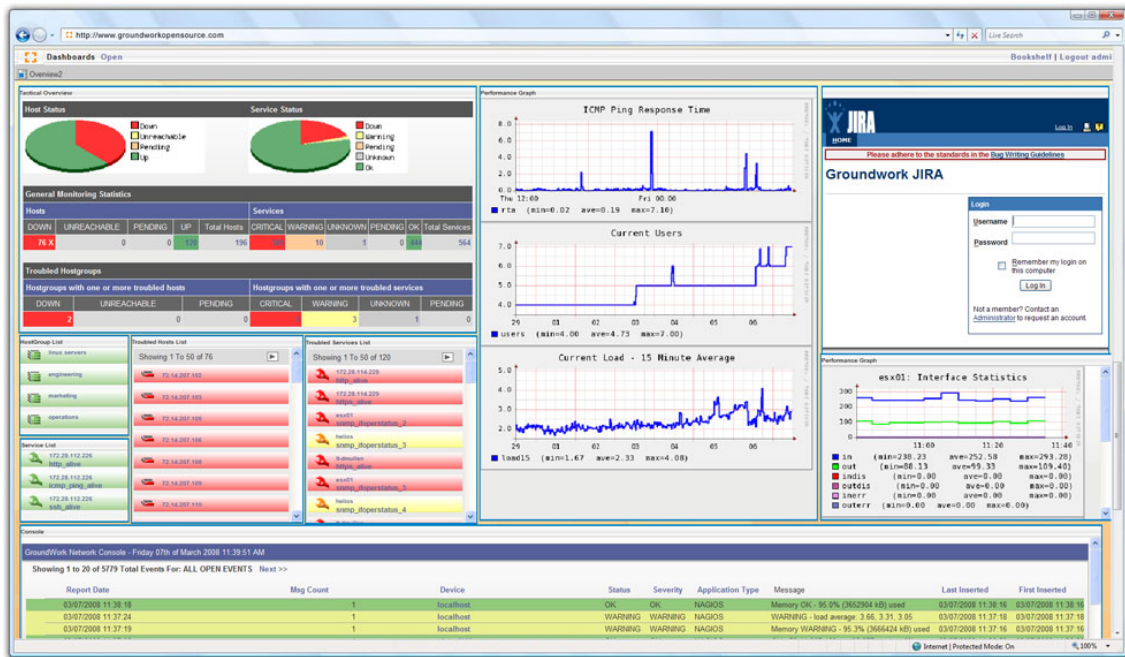 http://www.groundworkopensource.com
Live Search
Dashboards Open
Bookshelf | Logout admi
Overview2
Tactical Overview
Host Status
Service Status
Down
Unreachable
Pending
Up
Down
Warning
Pending
Unknown
Ok
General Monitoring Statistics
Hosts
Services
DOWN UNREACHABLE PENDING UP Total Hosts CRITICAL WARNING UNKNOWN PENDING OK Total Services
76 X 0 0 120 196 10 1 0 444 564
Troubled Hostgroups
Hostgroups with one or more troubled hosts
Hostgroups with one or more troubled services
DOWN UNREACHABLE PENDING CRITICAL WARNING UNKNOWN PENDING
2 0 0 3 1 0
HostGroup List
linux servers
engineering
marketing
operations
Service List
172.28.112.226
http_alive
172.28.112.226
icmp_ping_alive
172.28.112.226
ssh_alive
Troubled Hosts List
Showing 1 To 50 of 76
72.14.207.102
72.14.207.103
72.14.207.105
72.14.207.106
72.14.207.109
72.14.207.110
Troubled Services List
Showing 1 To 50 of 120
172.28.114.229
http_alive
172.28.114.229
https_alive
esx01
snmp_ifoperstatus_2
helios
snmp_ifoperstatus_3
https_alive
esx01
snmp_ifoperstatus_3
helios
snmp_ifoperstatus_4
Performance Graph
ICMP Ping Response Time
8.0
6.0
4.0
2.0
0.0
Thu 12:00 Fri 00:00
rta (min=0.02 ave=0.19 max=7.10)
Current Users
7.0
6.0
5.0
4.0
29 01 02 03 04 05 06
users (min=4.00 ave=4.73 max=7.00)
Current Load - 15 Minute Average
5.0
4.0
3.0
2.0
29 01 02 03 04 05 06
load15 (min=1.67 ave=2.33 max=4.08)
JIRA
Log In
HOME
Please adhere to the standards in the Bug Writing Guidelines
Groundwork JIRA
Login
Username
Password
Remember my login on
this computer
Log In
Not a member? Contact an
Administrator to request an account.
Performance Graph
esx01: Interface Statistics
300
200
100
0
11:00 11:20 11:40
in (min=238.23 ave=252.58 max=293.28)
out (min=88.13 ave=99.33 max=109.40)
indis (min=0.00 ave=0.00 max=0.00)
outdis (min=0.00 ave=0.00 max=0.00)
inerr (min=0.00 ave=0.00 max=0.00)
outerr (min=0.00 ave=0.00 max=0.00)
Console
GroundWork Network Console - Friday 07th of March 2008 11:39:51 AM
Showing 1 to 20 of 5779 Total Events For: ALL OPEN EVENTS Next >>
Report Date Msg Count Device Status Severity Application Type Message Last Inserted First Inserted
03/07/2008 11:38:18 1 localhost OK OK NAGIOS Memory OK - 95.0% (3652904 kB) used 03/07/2008 11:38:16 03/07/2008 11:38:16
03/07/2008 11:37:24 1 localhost WARNING WARNING NAGIOS WARNING - load average: 3.66, 3.31, 3.05 03/07/2008 11:37:18 03/07/2008 11:37:18
03/07/2008 11:37:19 1 localhost WARNING WARNING NAGIOS Memory WARNING - 95.3% (3666424 kB) used 03/07/2008 11:37:16 03/07/2008 11:37:16
Internet | Protected Mode: On
100%